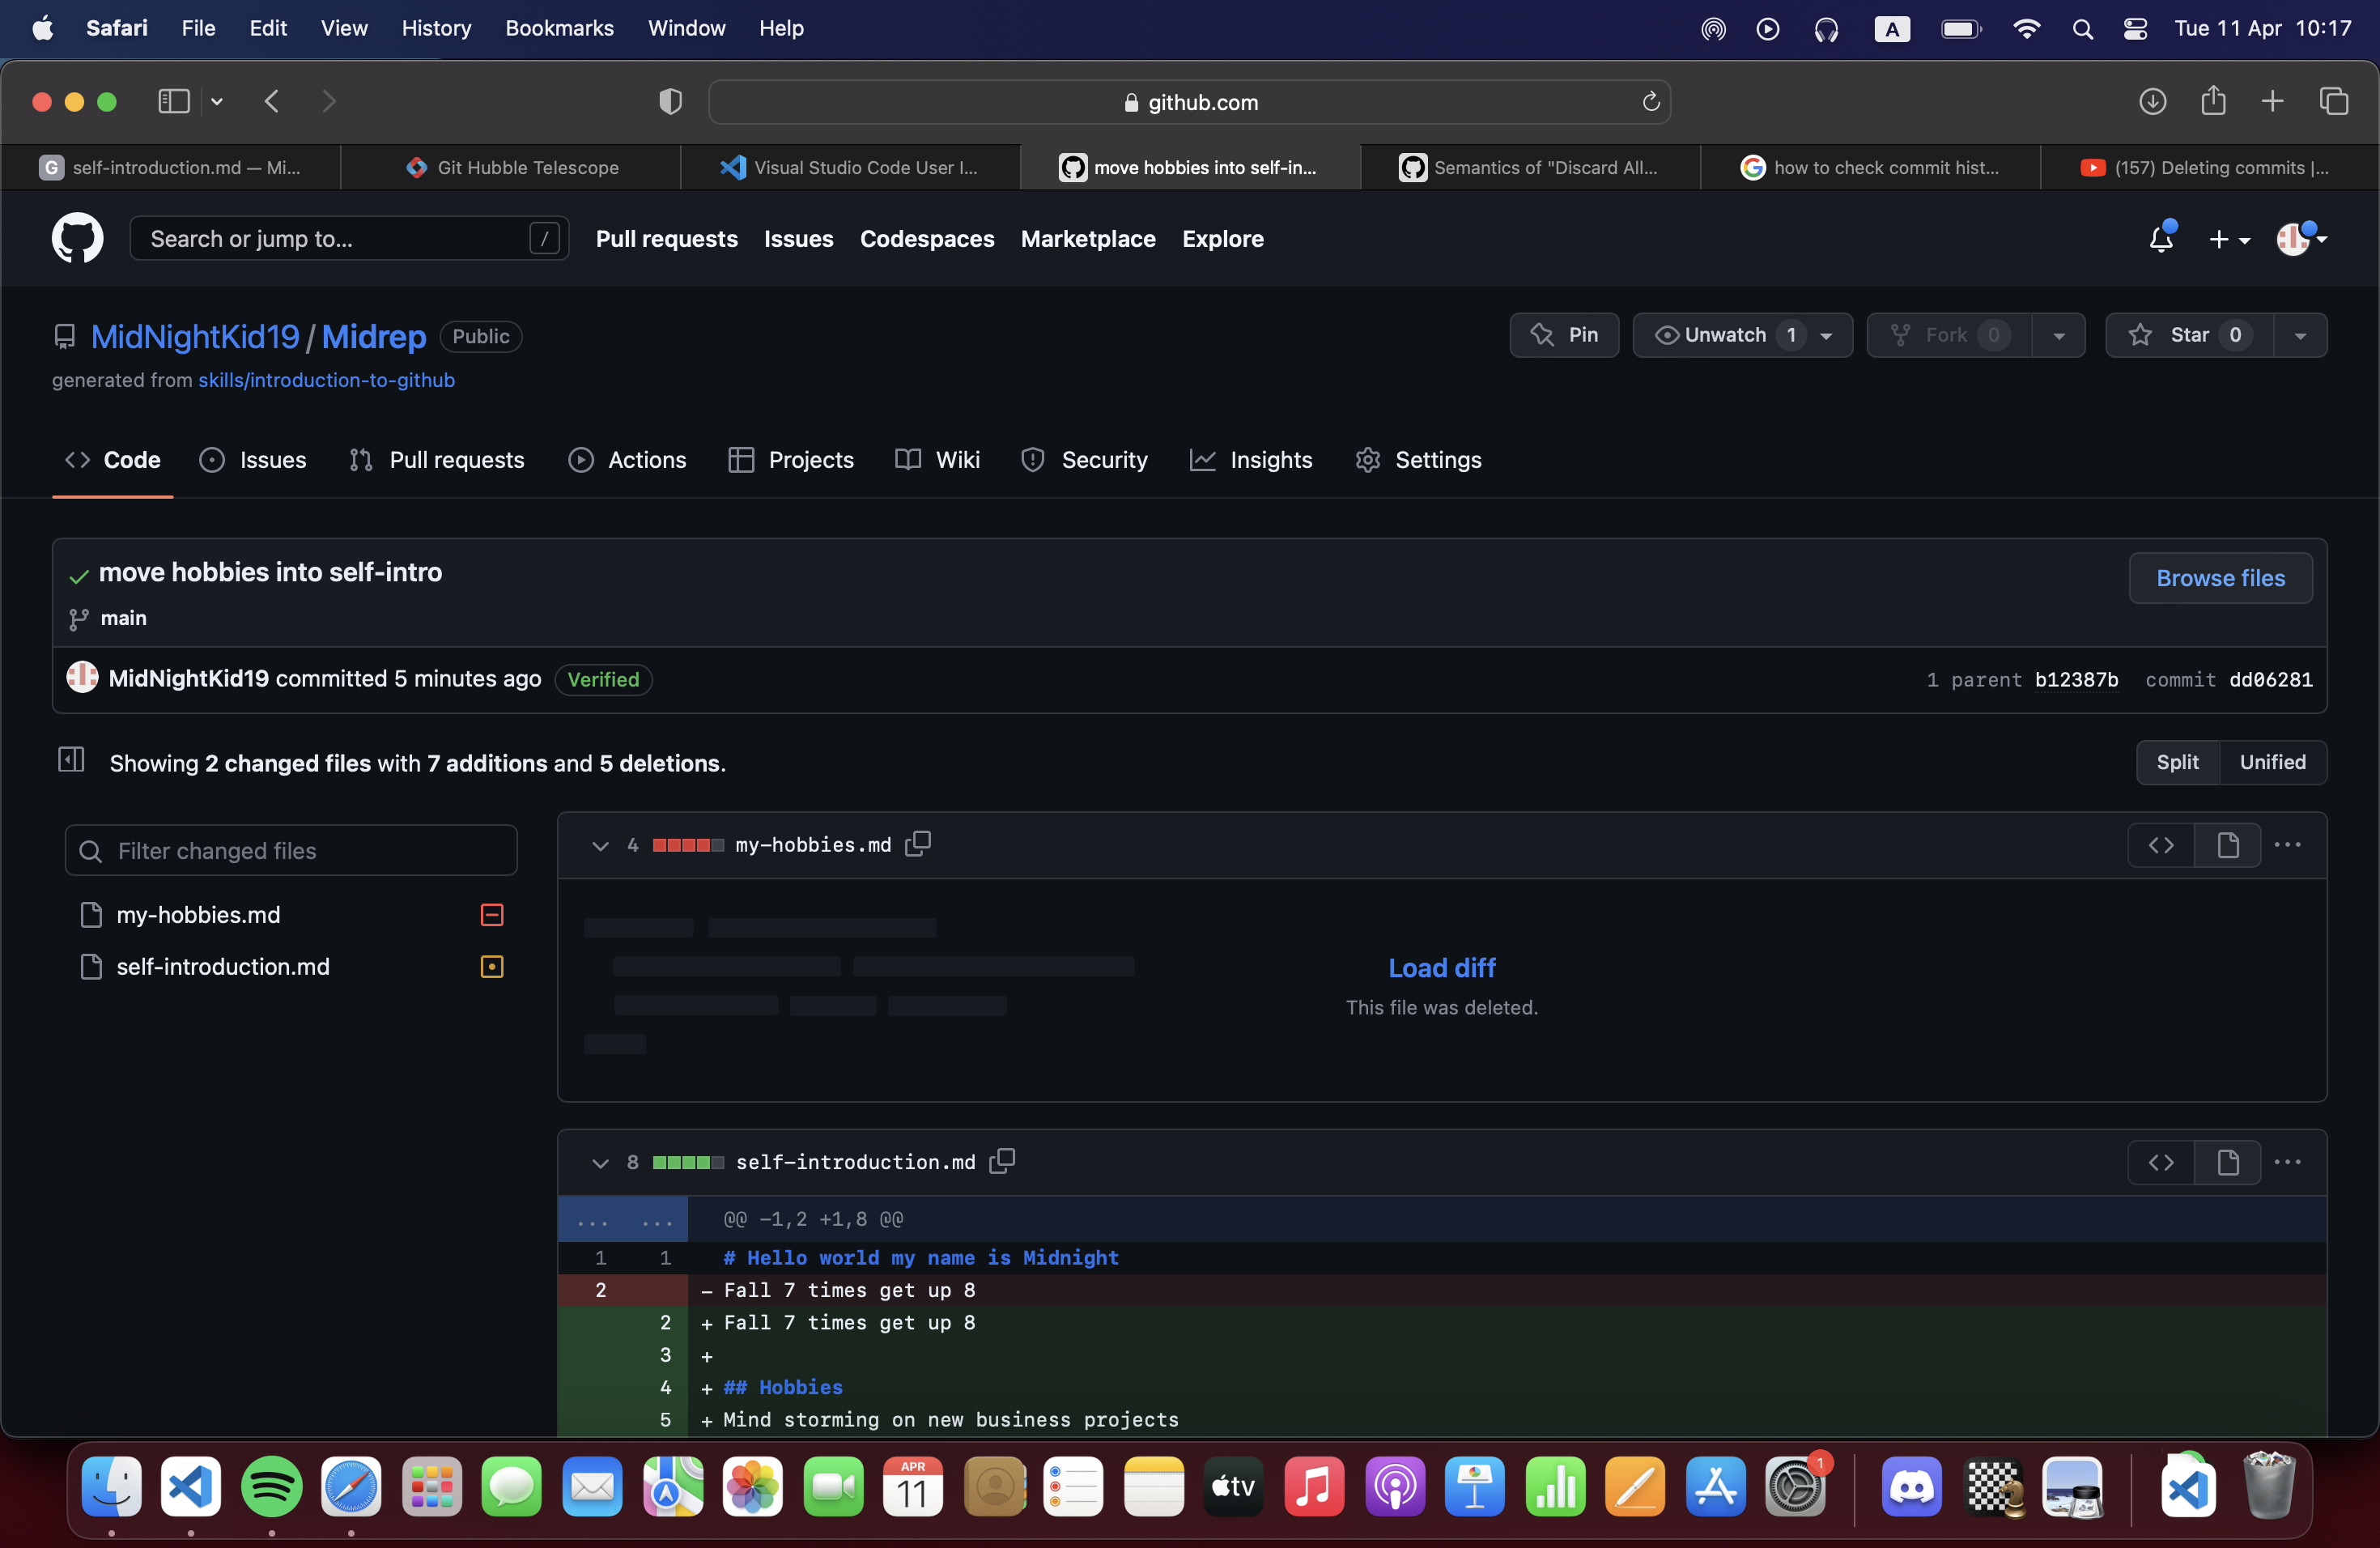 Safari File Edit View History Bookmarks Window Help A Tue 11 Apr 10:17
github.com
G self-introduction.md — Mi... Git Hubble Telescope Visual Studio Code User I... move hobbies into self-in... Semantics of "Discard All... how to check commit hist... (157) Deleting commits |...
Search or jump to... / Pull requests Issues Codespaces Marketplace Explore
MidNightKid19 / Midrep Public Pin Unwatch 1 Fork 0 Star 0
generated from skills/introduction-to-github
Code Issues Pull requests Actions Projects Wiki Security Insights Settings
move hobbies into self-intro Browse files
main
MidNightKid19 committed 5 minutes ago Verified 1 parent b12387b commit dd06281
Showing 2 changed files with 7 additions and 5 deletions. Split Unified
Filter changed files
my-hobbies.md
self-introduction.md
4 my-hobbies.md
Load diff
This file was deleted.
8 self-introduction.md
... ... @@ -1,2 +1,8 @@
1 1 # Hello world my name is Midnight
2 - Fall 7 times get up 8
2 + Fall 7 times get up 8
3 +
4 + ## Hobbies
5 + Mind storming on new business projects
APR 11 tv 1